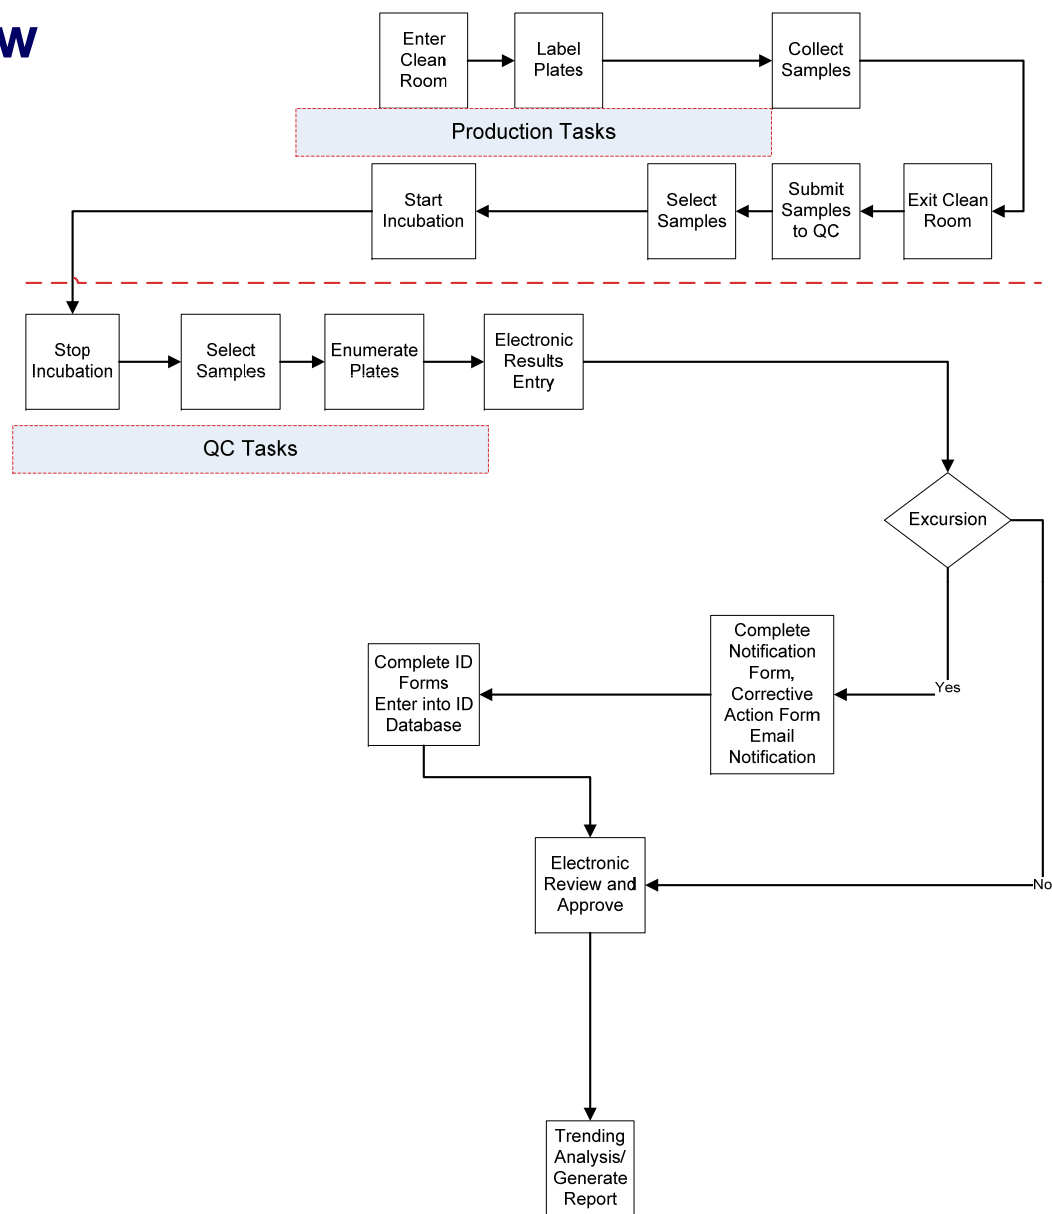 w
Enter
Clean
Room
Label
Plates
Collect
Samples
Production Tasks
Start
Incubation
Select
Samples
Submit
Samples
to QC
Exit Clean
Room
Stop
Incubation
Select
Samples
Enumerate
Plates
Electronic
Results
Entry
QC Tasks
Excursion
Complete
Notification
Form,
Corrective
Action Form
Email
Notification
Yes
Complete ID
Forms
Enter into ID
Database
Electronic
Review and
Approve
No
Trending
Analysis/
Generate
Report